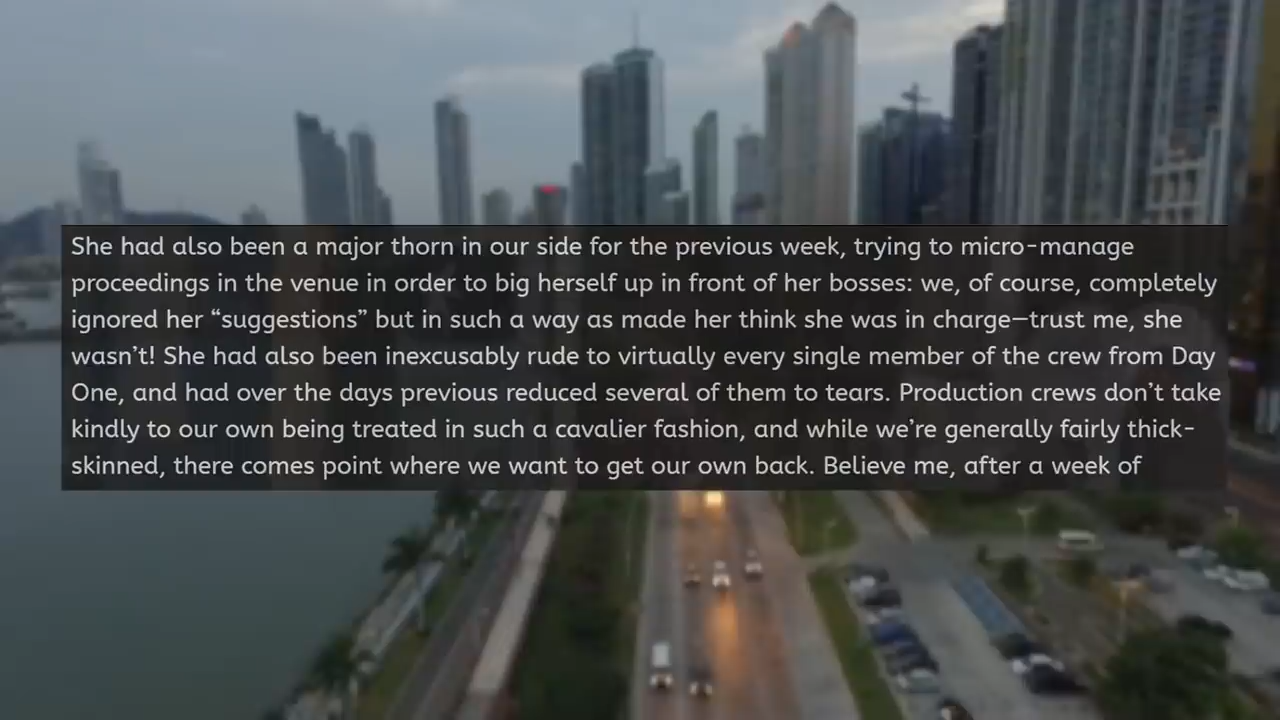 She had also been a major thorn in our side for the previous week, trying to micro-manage
proceedings in the venue in order to big herself up in front of her bosses: we, of course, completely
ignored her “suggestions” but in such a way as made her think she was in charge—trust me, she
wasn’t! She had also been inexcusably rude to virtually every single member of the crew from Day
One, and had over the days previous reduced several of them to tears. Production crews don’t take
kindly to our own being treated in such a cavalier fashion, and while we’re generally fairly thick-
skinned, there comes point where we want to get our own back. Believe me, after a week of